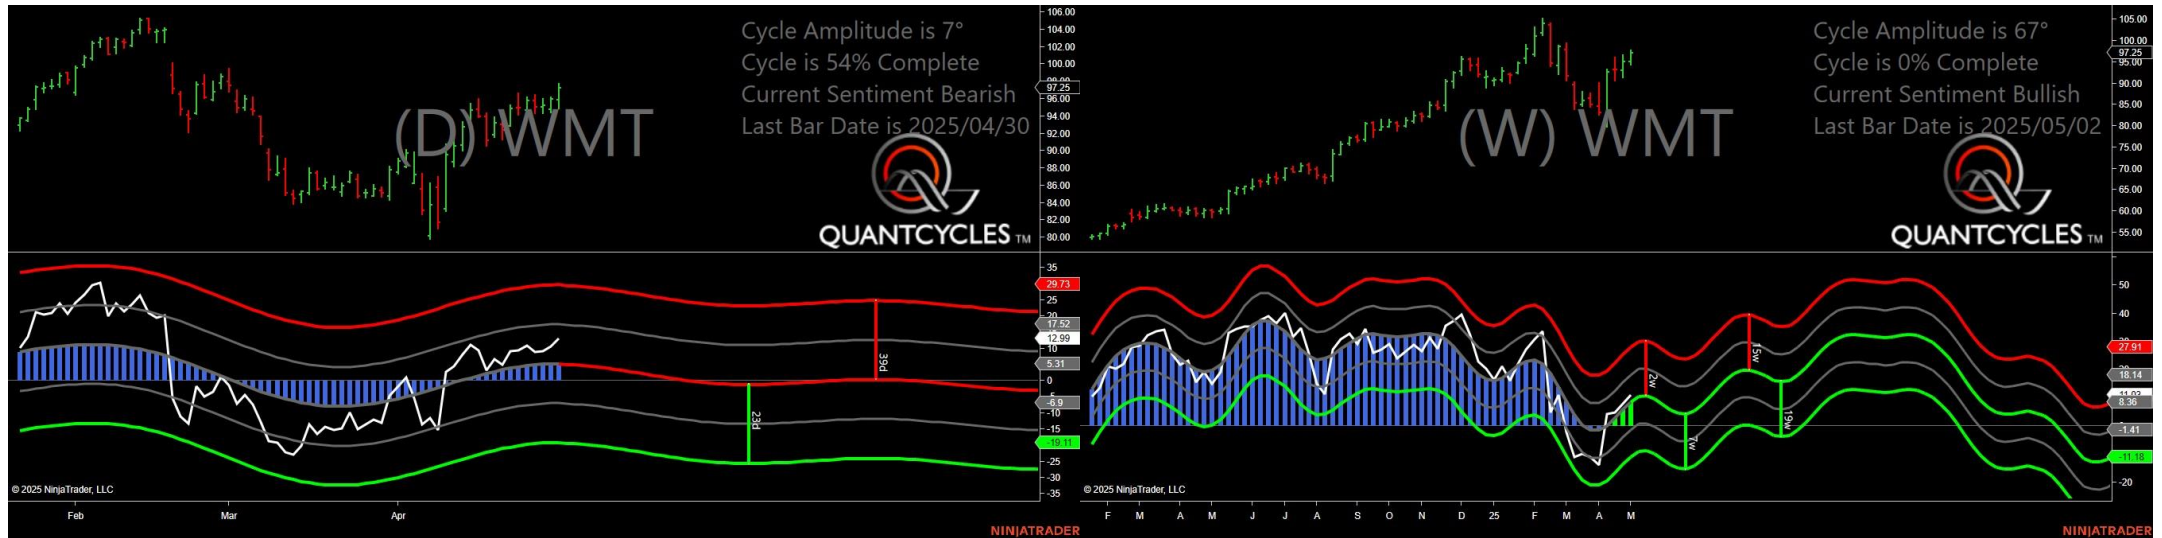 Cycle Amplitude is 7°
Cycle is 54% Complete
Current Sentiment Bearish
Last Bar Date is 2025/04/30
(D) WMT
QUANTCYCLES TM
106.00
104.00
102.00
100.00
98.00
97.25
96.00
94.00
92.00
90.00
88.00
86.00
84.00
82.00
80.00
35
29.73
25
20
17.52
12.99
10
5.31
0
-6.9
-10
-15
-19.11
-25
-30
-35
39d
23d
© 2025 NinjaTrader, LLC
Feb Mar Apr
NINJATRADER
Cycle Amplitude is 67°
Cycle is 0% Complete
Current Sentiment Bullish
Last Bar Date is 2025/05/02
(W) WMT
QUANTCYCLES TM
105.00
100.00
97.25
95.00
90.00
85.00
80.00
75.00
70.00
65.00
60.00
55.00
50
40
27.91
18.14
8.36
-1.41
-11.18
-20
2w
7w
15w
19w
© 2025 NinjaTrader, LLC
F M A M J J A S O N D 25 F M A M
NINJATRADER